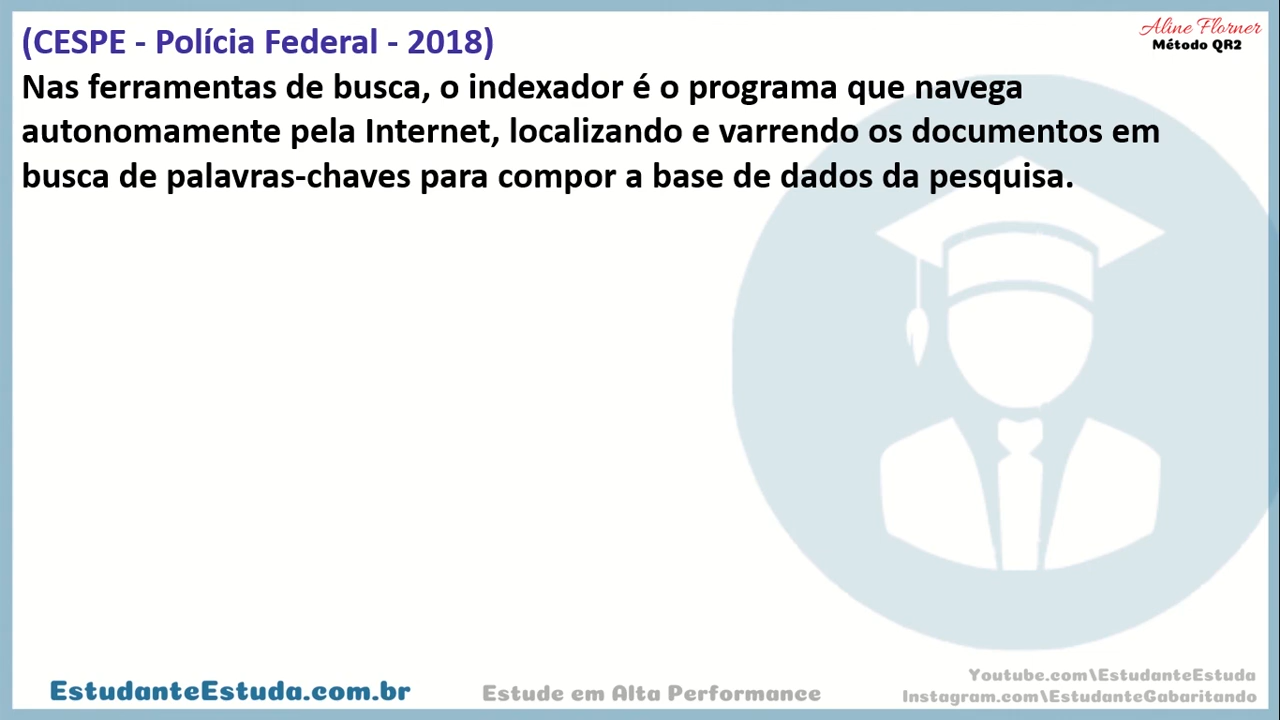 Aline Florner
Método QR2
(CESPE - Polícia Federal - 2018)
Nas ferramentas de busca, o indexador é o programa que navega
autonomamente pela Internet, localizando e varrendo os documentos em
busca de palavras-chaves para compor a base de dados da pesquisa.
EstudanteEstuda.com.br
Estude em Alta Performance
Youtube.com\EstudanteEstuda
Instagram.com\EstudanteGabaritando